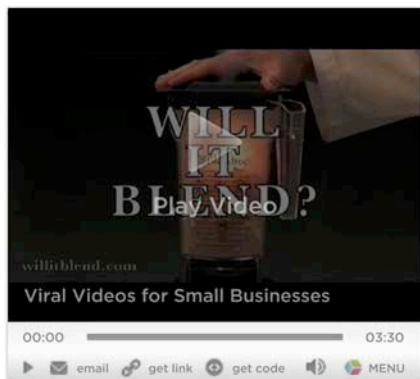 WILL
IT
BLEND?
Play Video
willitblend.com
Viral Videos for Small Businesses
00:00 03:30
email get link get code MENU